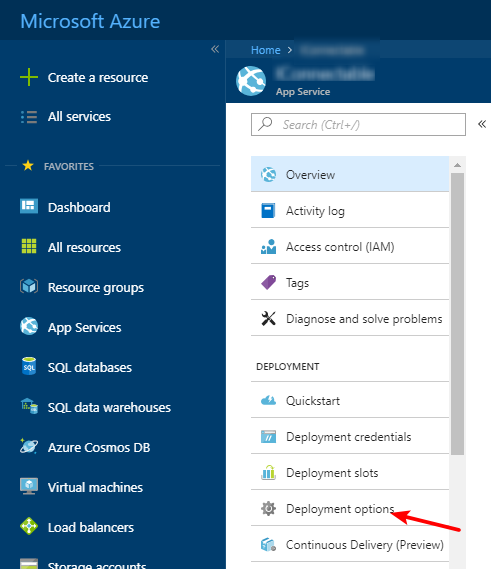 Microsoft Azure
«
Create a resource
All services
FAVORITES
Dashboard
All resources
Resource groups
App Services
SQL databases
SQL data warehouses
Azure Cosmos DB
Virtual machines
Load balancers
Storage accounts
Home >
App Service
Search (Ctrl+/)
«
Overview
Activity log
Access control (IAM)
Tags
Diagnose and solve problems
DEPLOYMENT
Quickstart
Deployment credentials
Deployment slots
Deployment options
Continuous Delivery (Preview)